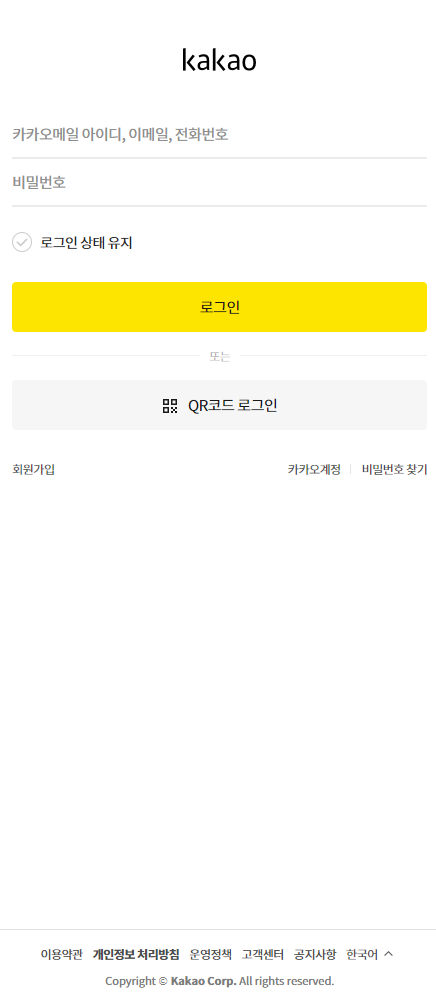 kakao
카카오메일 아이디, 이메일, 전화번호
비밀번호
로그인 상태 유지
로그인
또는
QR코드 로그인
회원가입 카카오계정 비밀번호 찾기
이용약관 개인정보 처리방침 운영정책 고객센터 공지사항 한국어
Copyright © Kakao Corp. All rights reserved.